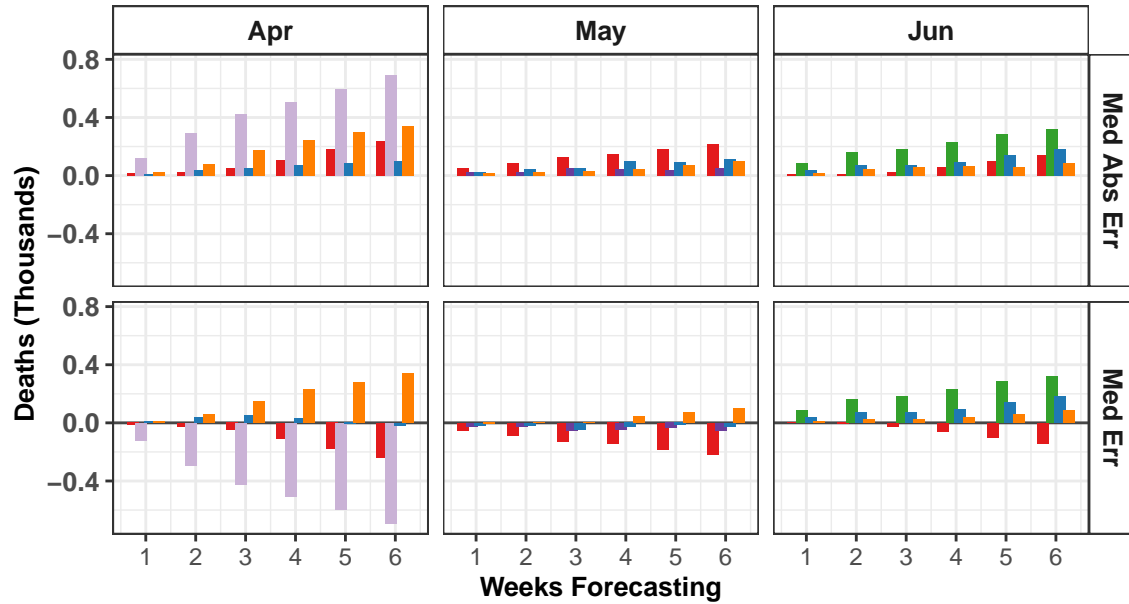 Apr May Jun
0.8
0.4
0.0
−0.4
Med Abs Err
0.8
0.4
0.0
−0.4
Med Err
Deaths (Thousands)
1 2 3 4 5 6 1 2 3 4 5 6 1 2 3 4 5 6
Weeks Forecasting